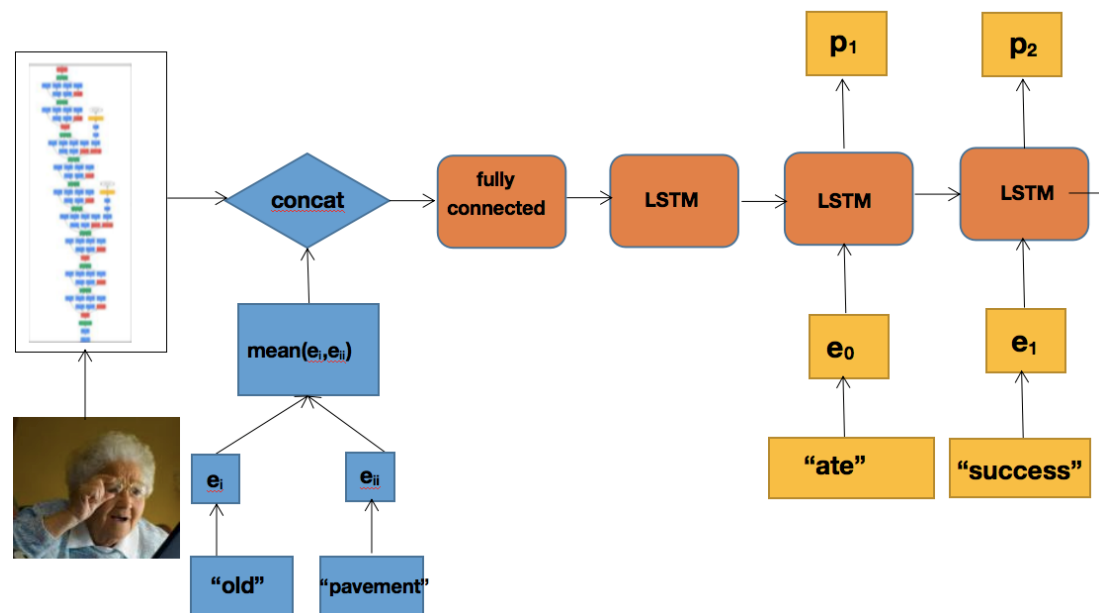 p₁
p₂
concat
fully
connected
LSTM
LSTM
LSTM
mean(eᵢ,eᵢᵢ)
e₀
e₁
eᵢ
eᵢᵢ
“ate”
“success”
“old”
“pavement”